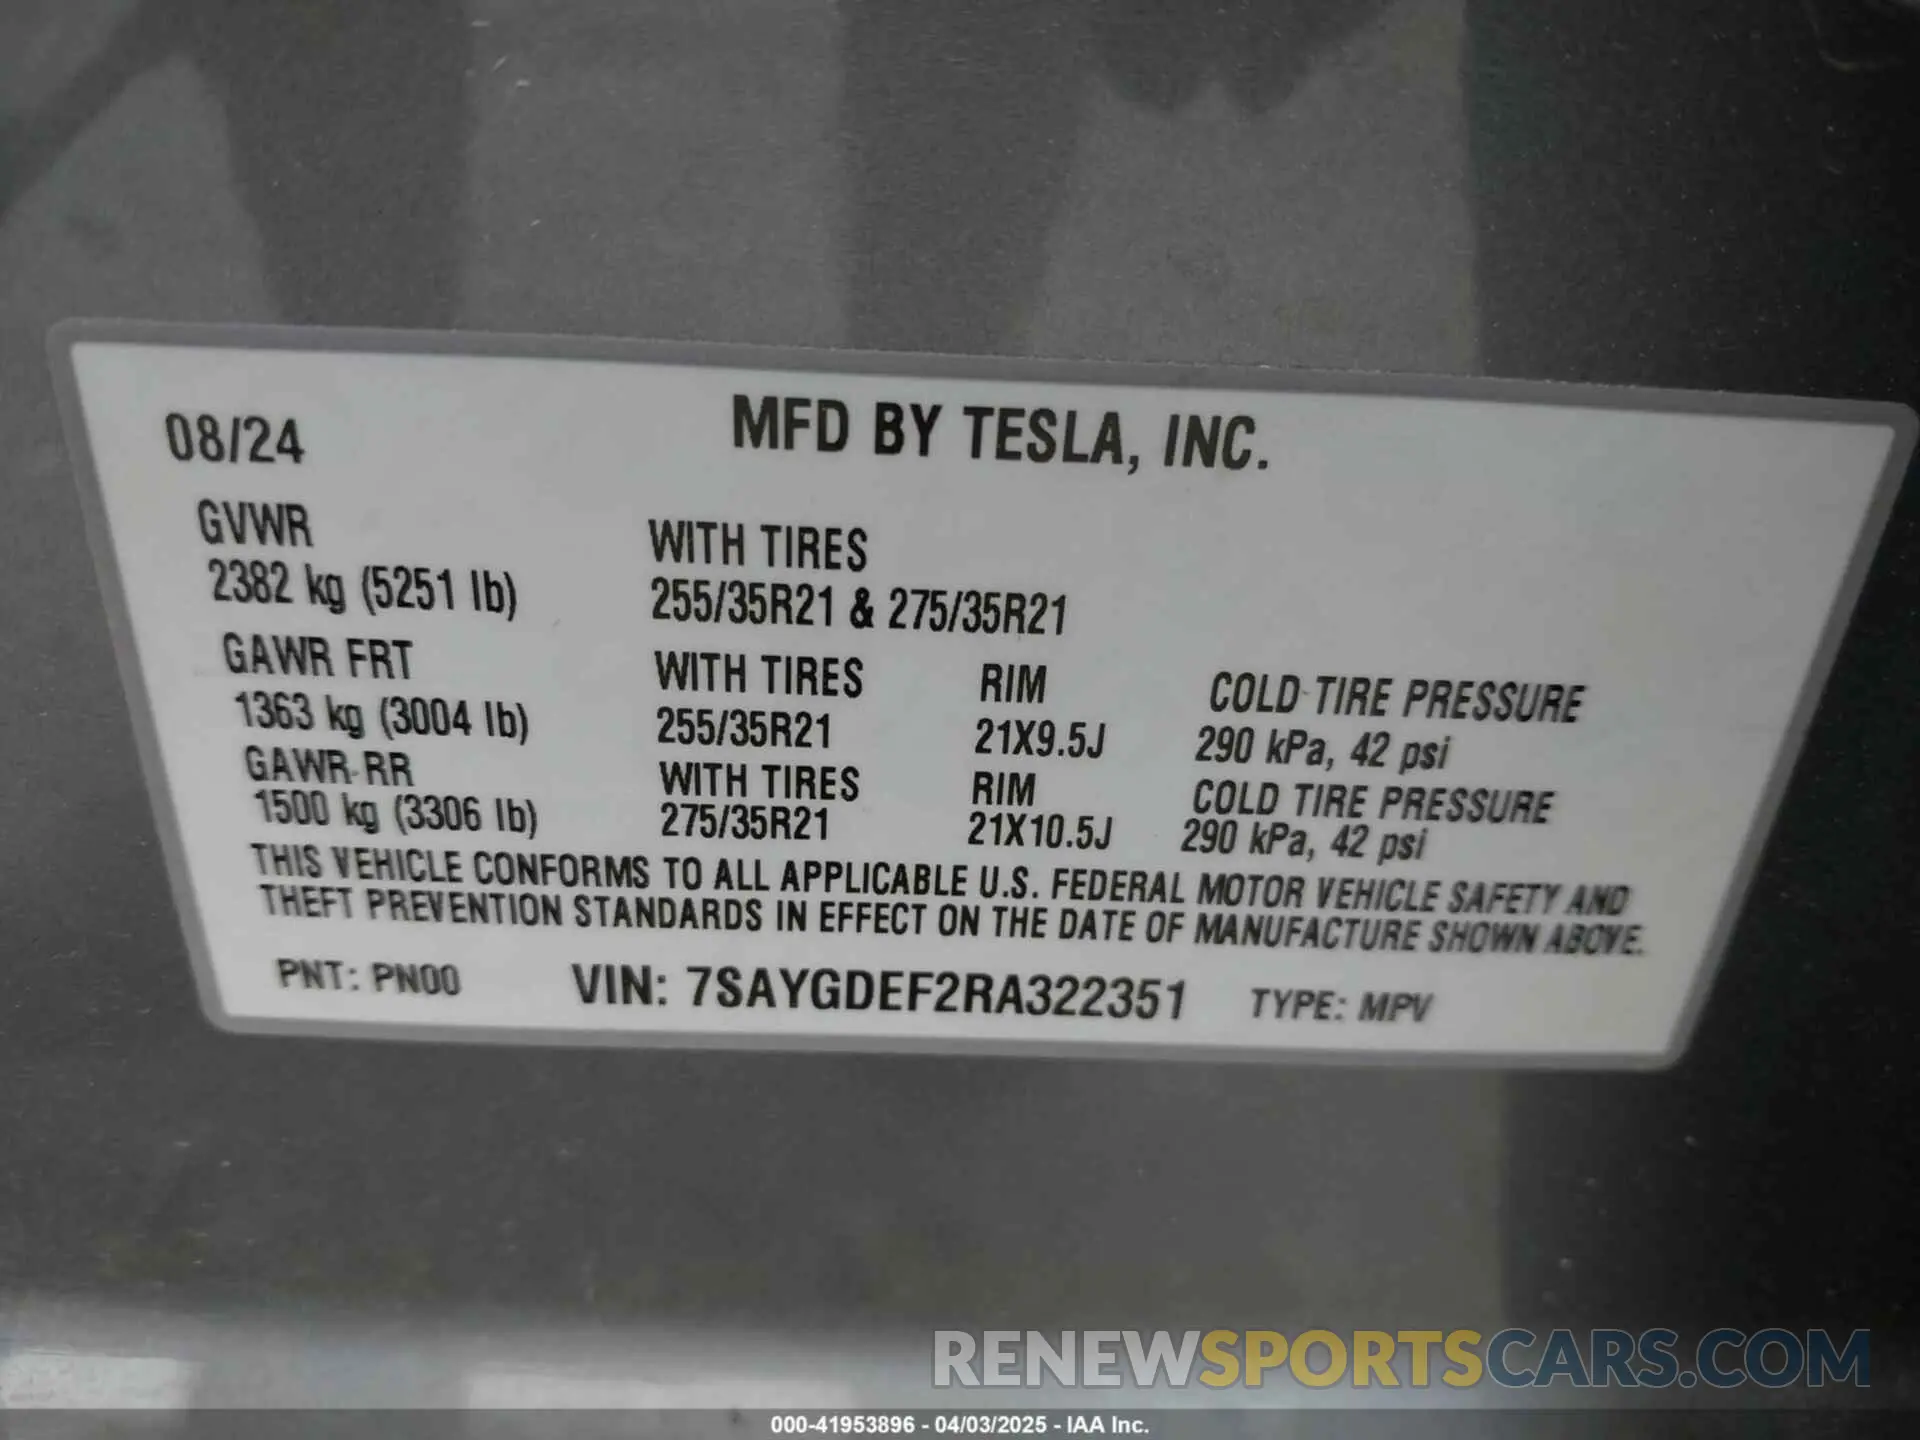 08/24 MFD BY TESLA, INC.
GVWR WITH TIRES
2382 kg (5251 lb) 255/35R21 & 275/35R21
GAWR FRT WITH TIRES RIM COLD TIRE PRESSURE
1363 kg (3004 lb) 255/35R21 21X9.5J 290 kPa, 42 psi
GAWR RR WITH TIRES RIM COLD TIRE PRESSURE
1500 kg (3306 lb) 275/35R21 21X10.5J 290 kPa, 42 psi
THIS VEHICLE CONFORMS TO ALL APPLICABLE U.S. FEDERAL MOTOR VEHICLE SAFETY AND
THEFT PREVENTION STANDARDS IN EFFECT ON THE DATE OF MANUFACTURE SHOWN ABOVE.
PNT: PN00 VIN: 7SAYGDEF2RA322351 TYPE: MPV
RENEWSPORTSCARS.COM
000-41953896 - 04/03/2025 - IAA Inc.